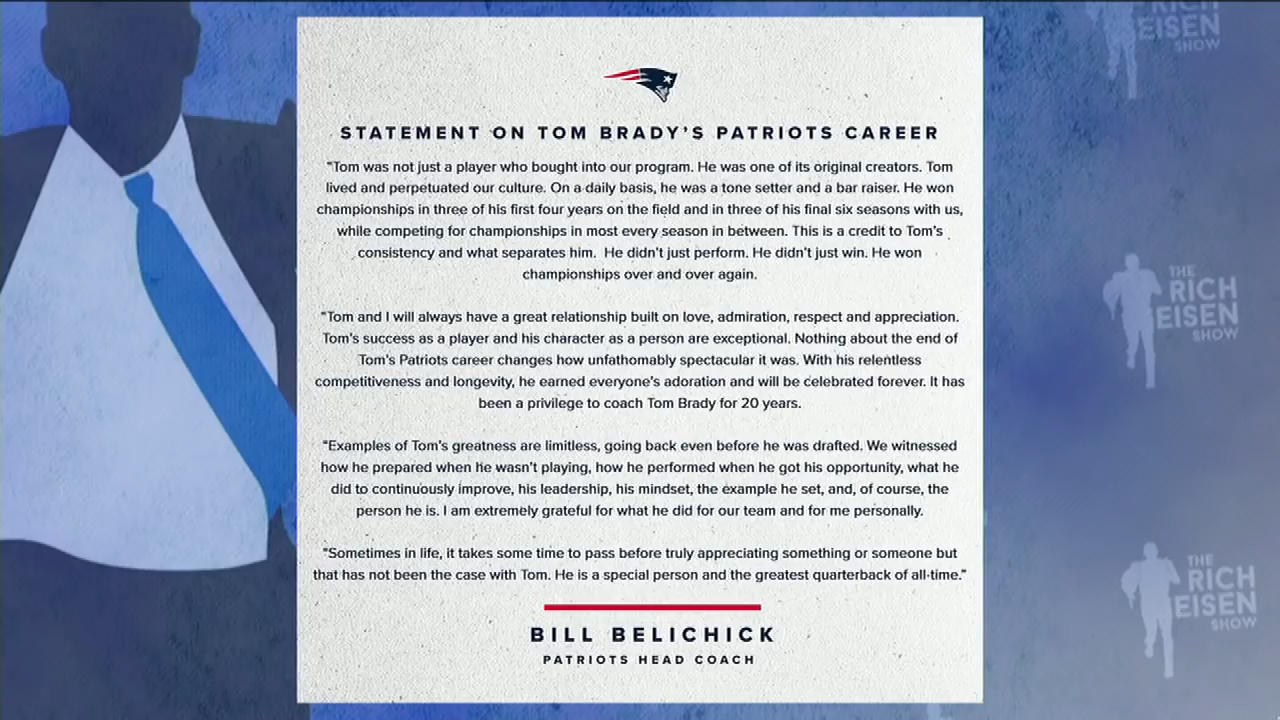 STATEMENT ON TOM BRADY'S PATRIOTS CAREER
"Tom was not just a player who bought into our program. He was one of its original creators. Tom
lived and perpetuated our culture. On a daily basis, he was a tone setter and a bar raiser. He won
championships in three of his first four years on the field and in three of his final six seasons with us,
while competing for championships in most every season in between. This is a credit to Tom's
consistency and what separates him.  He didn't just perform. He didn't just win. He won
championships over and over again.
"Tom and I will always have a great relationship built on love, admiration, respect and appreciation.
Tom's success as a player and his character as a person are exceptional. Nothing about the end of
Tom's Patriots career changes how unfathomably spectacular it was. With his relentless
competitiveness and longevity, he earned everyone's adoration and will be celebrated forever. It has
been a privilege to coach Tom Brady for 20 years.
"Examples of Tom's greatness are limitless, going back even before he was drafted. We witnessed
how he prepared when he wasn't playing, how he performed when he got his opportunity, what he
did to continuously improve, his leadership, his mindset, the example he set, and, of course, the
person he is. I am extremely grateful for what he did for our team and for me personally.
"Sometimes in life, it takes some time to pass before truly appreciating something or someone but
that has not been the case with Tom. He is a special person and the greatest quarterback of all-time."
BILL BELICHICK
PATRIOTS HEAD COACH
THE RICH
EISEN
SHOW
THE
RICH
EISEN
SHOW
THE
RICH
EISEN
SHOW